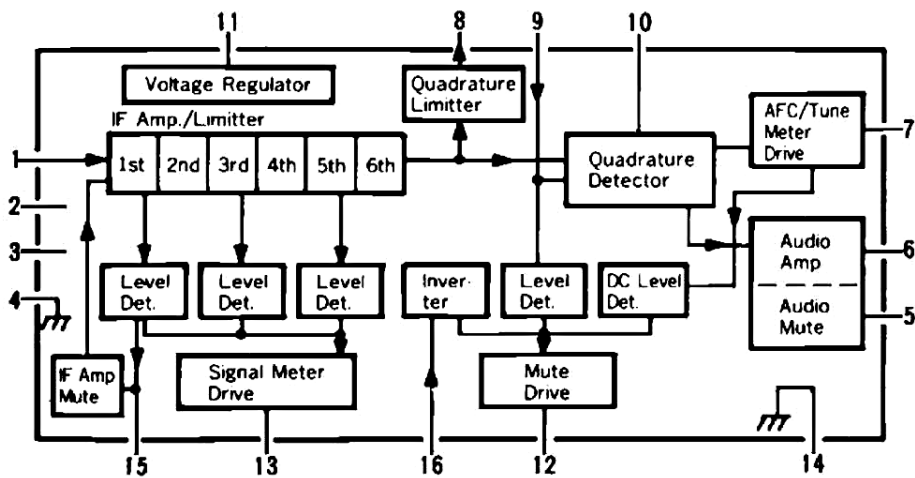 11
8
9
10
Voltage Regulator
Quadrature
Limitter
AFC/Tune
Meter
Drive
7
IF Amp./Limitter
1
1st 2nd 3rd 4th 5th 6th
Quadrature
Detector
2
3
4
Level
Det.
Level
Det.
Level
Det.
Inver-
ter
Level
Det.
DC Level
Det.
Audio
Amp
6
Audio
Mute
5
IF Amp
Mute
Signal Meter
Drive
Mute
Drive
15
13
16
12
14